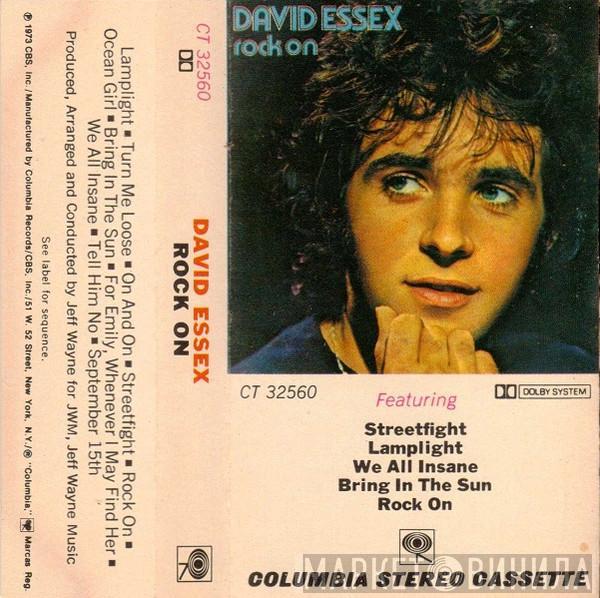 DAVID ESSEX
rock on
CT 32560
DOLBY SYSTEM
Featuring
Streetfight
Lamplight
We All Insane
Bring In The Sun
Rock On
COLUMBIA STEREO CASSETTE
МАРКЕТ ВИНИЛА
DAVID ESSEX
ROCK ON
CT 32560
Lamplight ■ Turn Me Loose ■ On And On ■ Streetfight ■ Rock On ■
Ocean Girl ■ Bring In The Sun ■ For Emily, Whenever I May Find Her ■
We All Insane ■ Tell Him No ■ September 15th
Produced, Arranged and Conducted by Jeff Wayne for JWM, Jeff Wayne Music
See label for sequence.
℗ 1973 CBS, Inc./Manufactured by Columbia Records/CBS, Inc./51 W. 52 Street, New York, N.Y./® "Columbia," Marcas Reg.